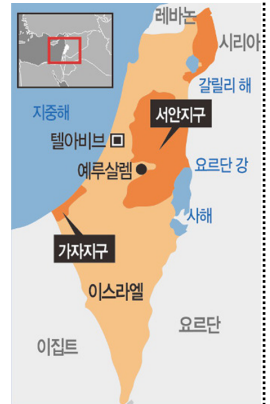 레바논
시리아
갈릴리 해
지중해
서안지구
텔아비브
예루살렘
요르단 강
사해
가자지구
이스라엘
요르단
이집트